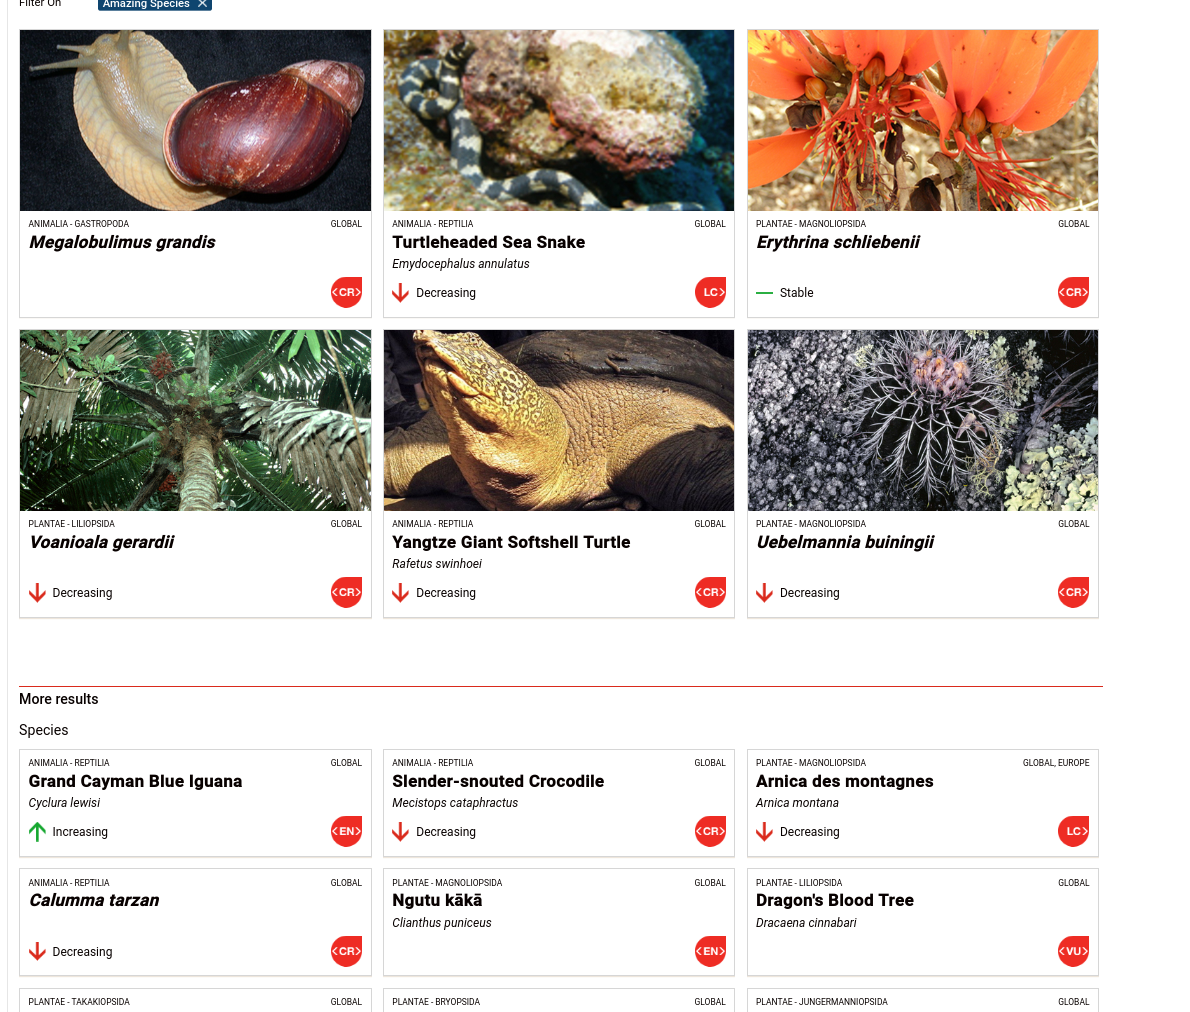 Filter On
Amazing Species
ANIMALIA - GASTROPODA GLOBAL
Megalobulimus grandis
<CR>
ANIMALIA - REPTILIA GLOBAL
Turtleheaded Sea Snake
Emydocephalus annulatus
Decreasing LC>
PLANTAE - MAGNOLIOPSIDA GLOBAL
Erythrina schliebenii
Stable <CR>
PLANTAE - LILIOPSIDA GLOBAL
Voanioala gerardii
Decreasing <CR>
ANIMALIA - REPTILIA GLOBAL
Yangtze Giant Softshell Turtle
Rafetus swinhoei
Decreasing <CR>
PLANTAE - MAGNOLIOPSIDA GLOBAL
Uebelmannia buiningii
Decreasing <CR>
More results
Species
ANIMALIA - REPTILIA GLOBAL
Grand Cayman Blue Iguana
Cyclura lewisi
Increasing <EN>
ANIMALIA - REPTILIA GLOBAL
Slender-snouted Crocodile
Mecistops cataphractus
Decreasing <CR>
PLANTAE - MAGNOLIOPSIDA GLOBAL, EUROPE
Arnica des montagnes
Arnica montana
Decreasing LC>
ANIMALIA - REPTILIA GLOBAL
Calumma tarzan
Decreasing <CR>
PLANTAE - MAGNOLIOPSIDA GLOBAL
Ngutu kākā
Clianthus puniceus
<EN>
PLANTAE - LILIOPSIDA GLOBAL
Dragon's Blood Tree
Dracaena cinnabari
<VU>
PLANTAE - TAKAKIOPSIDA GLOBAL
PLANTAE - BRYOPSIDA GLOBAL
PLANTAE - JUNGERMANNIOPSIDA GLOBAL